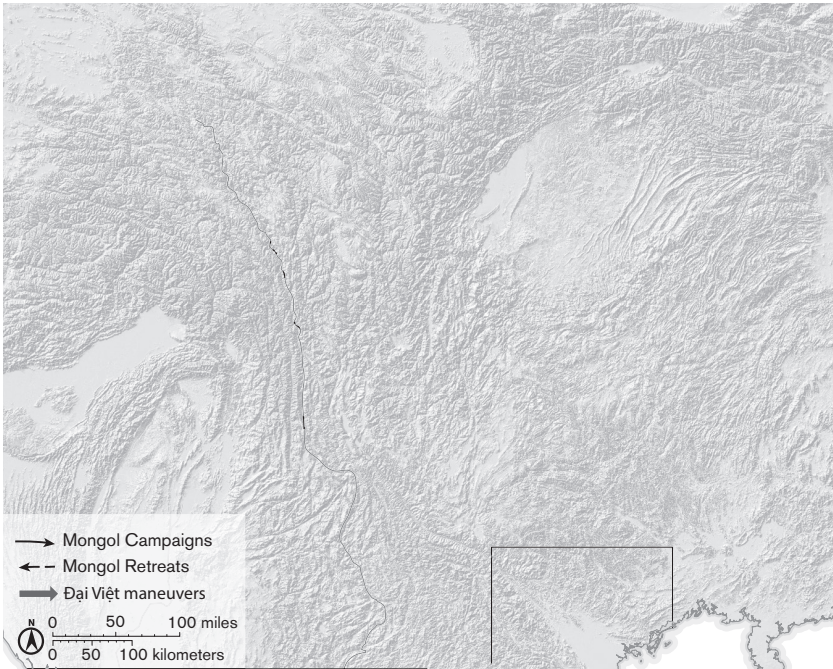 Mongol Campaigns
Mongol Retreats
Đại Việt maneuvers
N
0 50 100 miles
0 50 100 kilometers